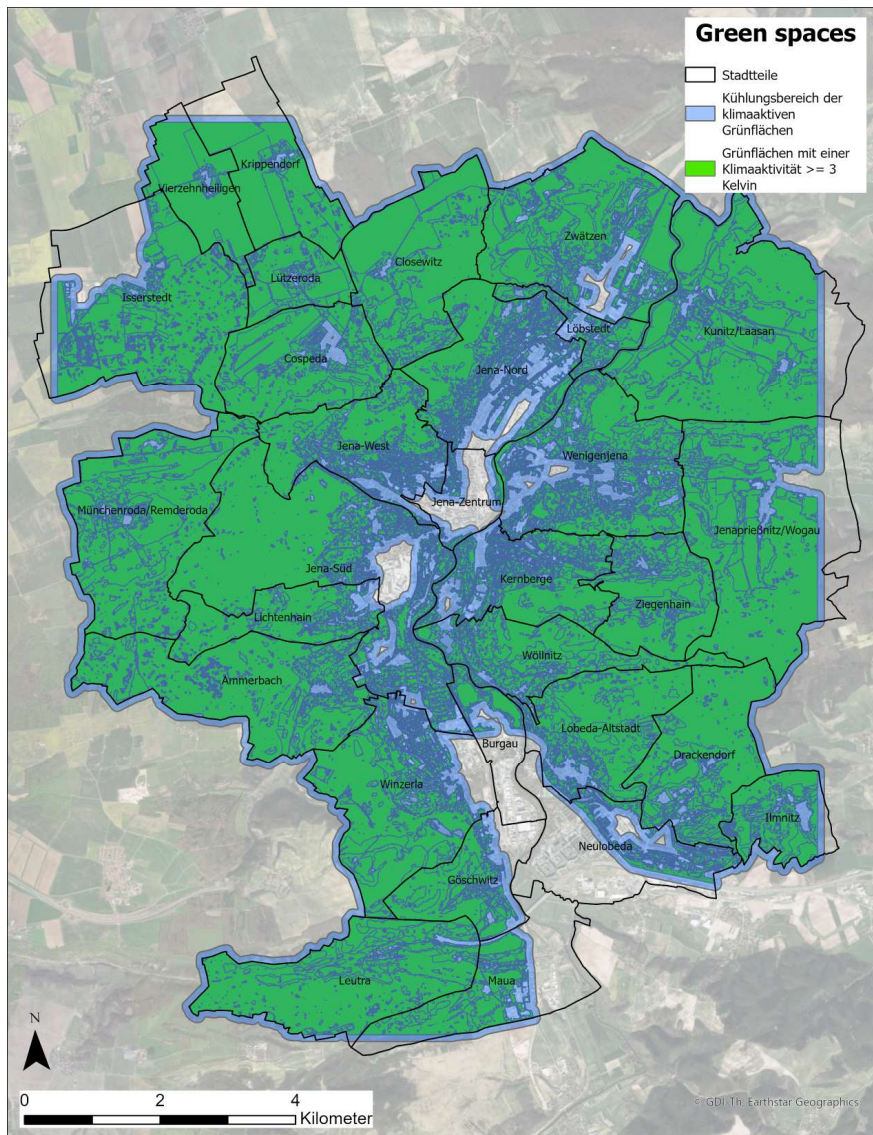 Green spaces
Stadtteile
Kühlungsbereich der
klimaaktiven
Grünflächen
Grünflächen mit einer
Klimaaktivität >= 3
Kelvin
Krippendorf
Vierzehnheiligen
Zwätzen
Closewitz
Lützeroda
Isserstedt
Löbstedt
Kunitz/Laasan
Cospeda
Jena-Nord
Jena-West
Wenigenjena
Jena-Zentrum
Münchenroda/Remderoda
Jenaprießnitz/Wogau
Jena-Süd
Kernberge
Ziegenhain
Lichtenhain
Wöllnitz
Ammerbach
Lobeda-Altstadt
Burgau
Drackendorf
Winzerla
Ilmnitz
Neulobeda
Göschwitz
Leutra
Maua
N
0 2 4
Kilometer
© GDI-Th, Earthstar Geographics